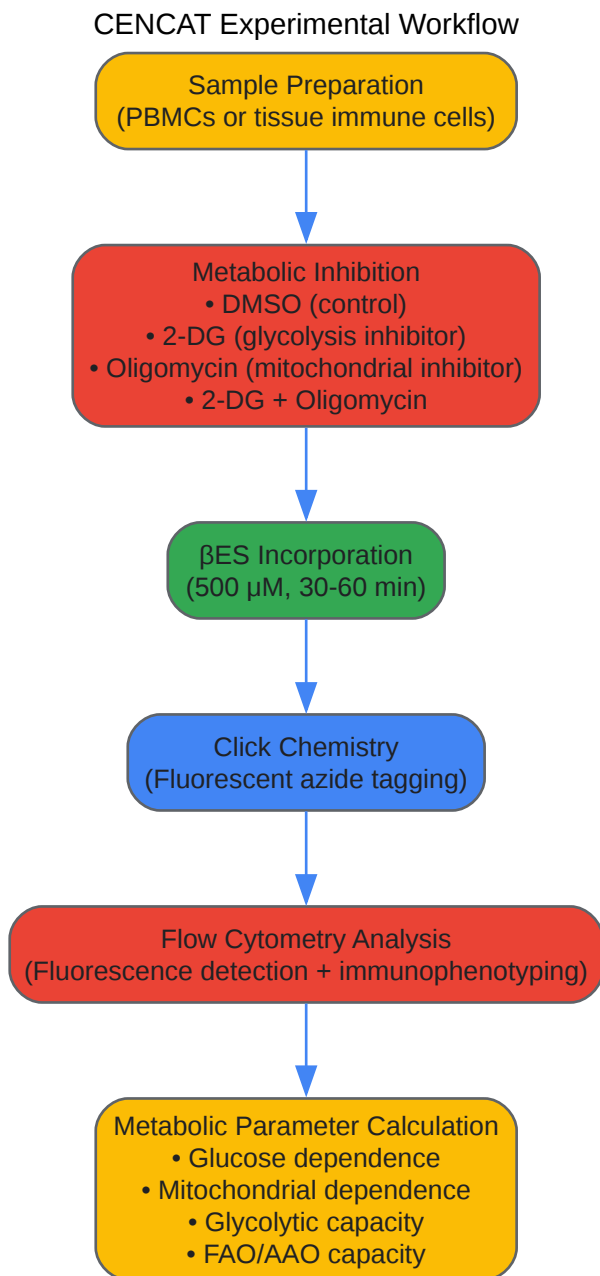 CENCAT Experimental Workflow
Sample Preparation
(PBMCs or tissue immune cells)
Metabolic Inhibition
• DMSO (control)
• 2-DG (glycolysis inhibitor)
• Oligomycin (mitochondrial inhibitor)
• 2-DG + Oligomycin
βES Incorporation
(500 μM, 30-60 min)
Click Chemistry
(Fluorescent azide tagging)
Flow Cytometry Analysis
(Fluorescence detection + immunophenotyping)
Metabolic Parameter Calculation
• Glucose dependence
• Mitochondrial dependence
• Glycolytic capacity
• FAO/AAO capacity